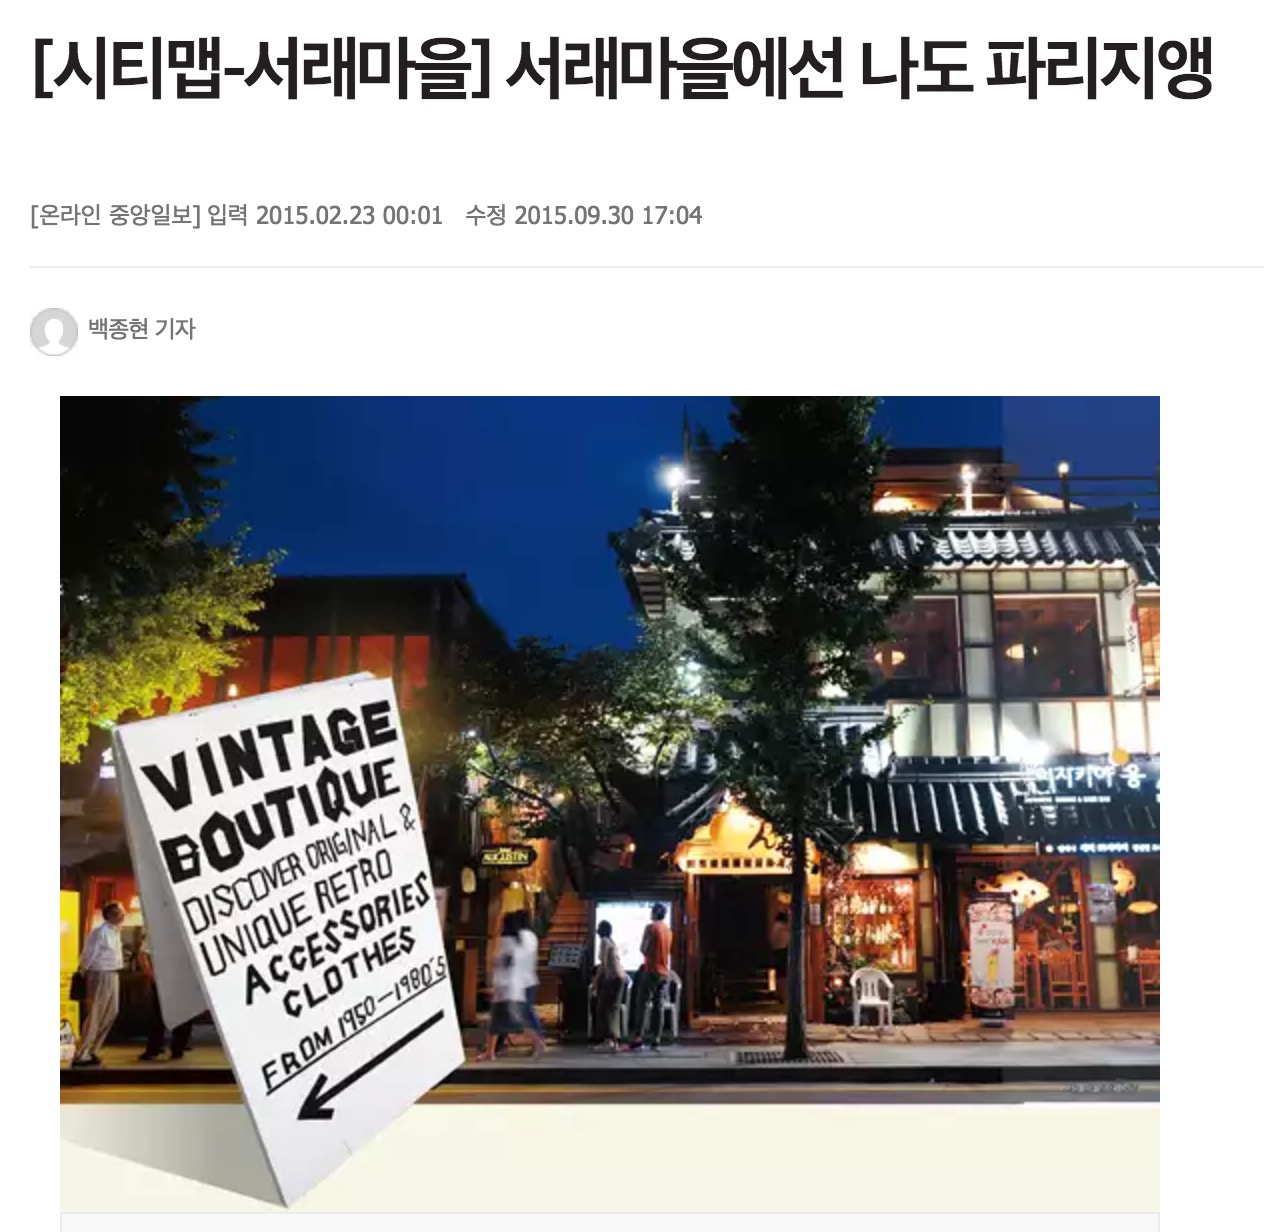 [시티맵-서래마을] 서래마을에선 나도 파리지앵
[온라인 중앙일보] 입력 2015.02.23 00:01 수정 2015.09.30 17:04
백종현 기자
VINTAGE
BOUTIQUE
DISCOVER ORIGINAL &
UNIQUE RETRO
ACCESSORIES
CLOTHES
FROM 1950—1980'S
AUGUSTIN
이자키야 용